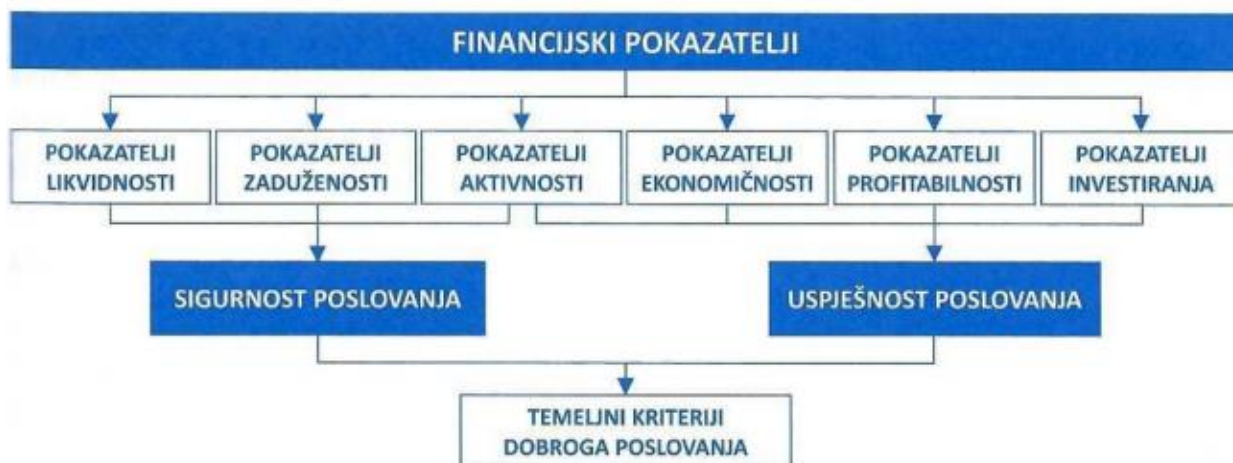 FINANCIJSKI POKAZATELJI
POKAZATELJI
LIKVIDNOSTI
POKAZATELJI
ZADUŽENOSTI
POKAZATELJI
AKTIVNOSTI
POKAZATELJI
EKONOMIČNOSTI
POKAZATELJI
PROFITABILNOSTI
POKAZATELJI
INVESTIRANJA
SIGURNOST POSLOVANJA
USPJEŠNOST POSLOVANJA
TEMELJNI KRITERIJI
DOBROGA POSLOVANJA